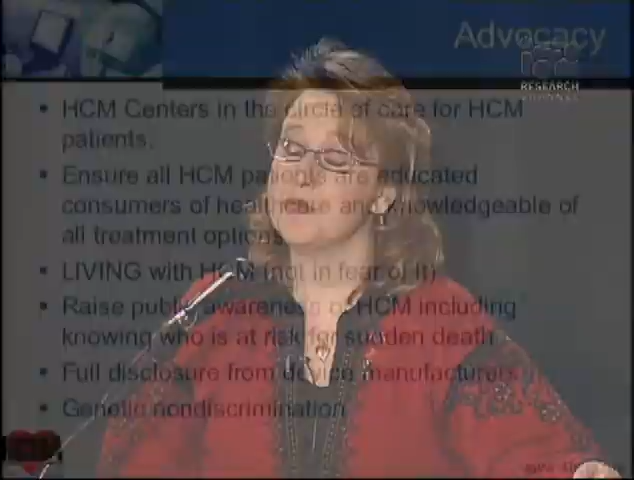 Advocacy
RESEARCH
CHANNEL
• HCM Centers in the circle of care for HCM
patients.
• Ensure all HCM patients are educated
consumers of healthcare and knowledgeable of
all treatment options
• LIVING with HCM (not in fear of it)
• Raise public awareness of HCM including
knowing who is at risk for sudden death
• Full disclosure from device manufacturers
• Genetic nondiscrimination